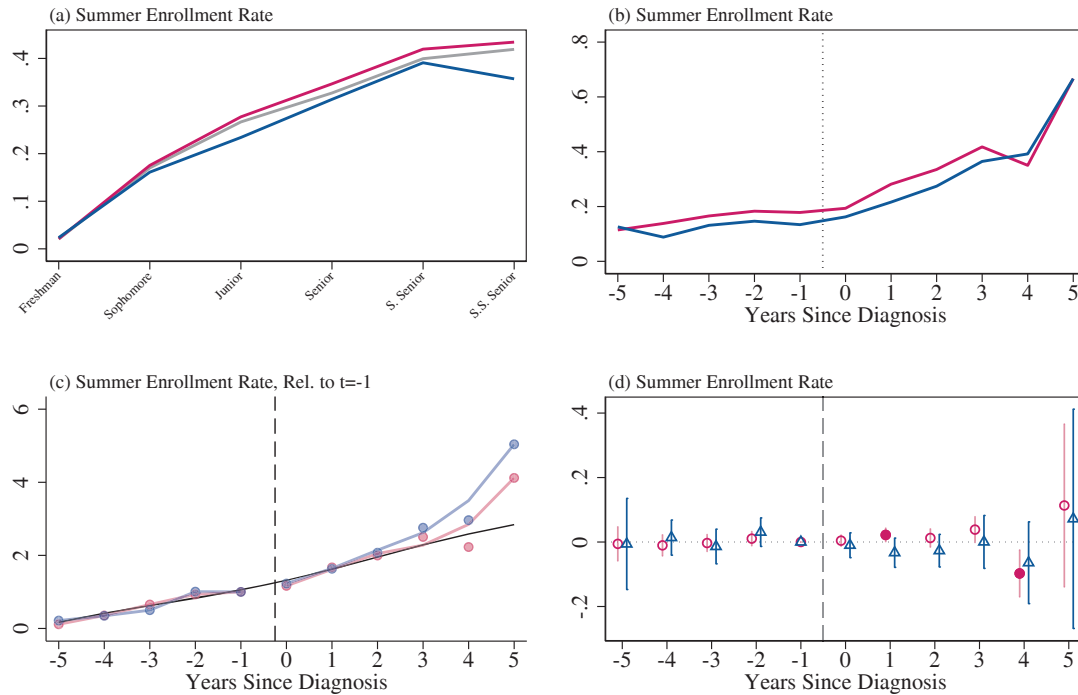 (a) Summer Enrollment Rate
.4
.3
.2
.1
0
Freshman
Sophomore
Junior
Senior
S. Senior
S.S. Senior
(b) Summer Enrollment Rate
.8
.6
.4
.2
0
-5 -4 -3 -2 -1 0 1 2 3 4 5
Years Since Diagnosis
(c) Summer Enrollment Rate, Rel. to t=-1
6
4
2
0
-5 -4 -3 -2 -1 0 1 2 3 4 5
Years Since Diagnosis
(d) Summer Enrollment Rate
.4
.2
0
-.2
-5 -4 -3 -2 -1 0 1 2 3 4 5
Years Since Diagnosis